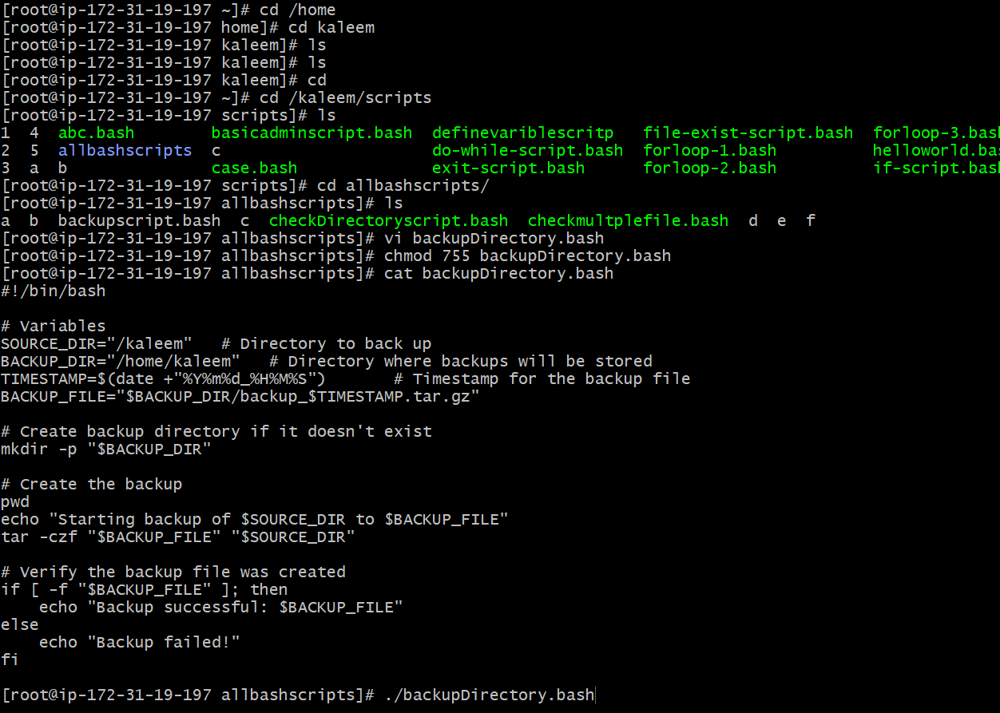 [root@ip-172-31-19-197 ~]# cd /home
[root@ip-172-31-19-197 home]# cd kaleem
[root@ip-172-31-19-197 kaleem]# ls
[root@ip-172-31-19-197 kaleem]# ls
[root@ip-172-31-19-197 kaleem]# cd
[root@ip-172-31-19-197 ~]# cd /kaleem/scripts
[root@ip-172-31-19-197 scripts]# ls
1  4  abc.bash        basicadminscript.bash  definevariblescritp   file-exist-script.bash  forloop-3.bash
2  5  allbashscripts  c                      do-while-script.bash  forloop-1.bash          helloworld.bas
3  a  b               case.bash              exit-script.bash      forloop-2.bash          if-script.bash
[root@ip-172-31-19-197 scripts]# cd allbashscripts/
[root@ip-172-31-19-197 allbashscripts]# ls
a  b  backupscript.bash  c  checkDirectoryscript.bash  checkmultplefile.bash  d  e  f
[root@ip-172-31-19-197 allbashscripts]# vi backupDirectory.bash
[root@ip-172-31-19-197 allbashscripts]# chmod 755 backupDirectory.bash
[root@ip-172-31-19-197 allbashscripts]# cat backupDirectory.bash
#!/bin/bash

# Variables
SOURCE_DIR="/kaleem"   # Directory to back up
BACKUP_DIR="/home/kaleem"   # Directory where backups will be stored
TIMESTAMP=$(date +"%Y%m%d_%H%M%S")       # Timestamp for the backup file
BACKUP_FILE="$BACKUP_DIR/backup_$TIMESTAMP.tar.gz"

# Create backup directory if it doesn't exist
mkdir -p "$BACKUP_DIR"

# Create the backup
pwd
echo "Starting backup of $SOURCE_DIR to $BACKUP_FILE"
tar -czf "$BACKUP_FILE" "$SOURCE_DIR"

# Verify the backup file was created
if [ -f "$BACKUP_FILE" ]; then
    echo "Backup successful: $BACKUP_FILE"
else
    echo "Backup failed!"
fi

[root@ip-172-31-19-197 allbashscripts]# ./backupDirectory.bash